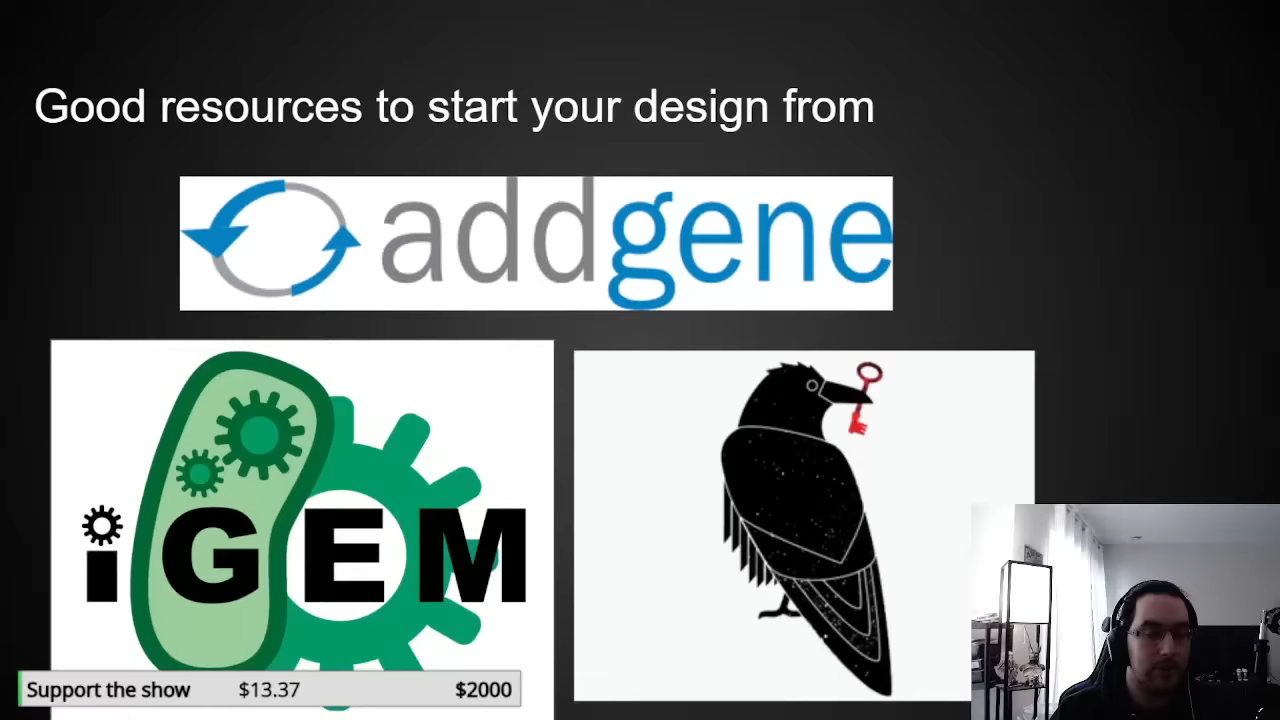 Good resources to start your design from
addgene
iGEM
Support the show $13.37 $2000